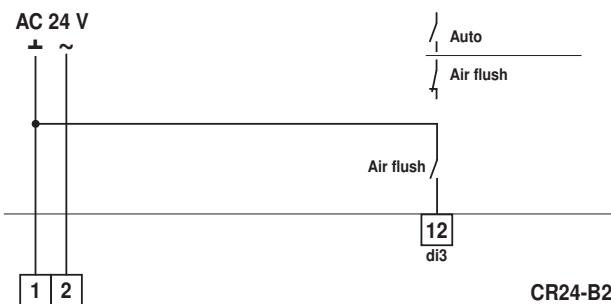 AC 24 V
⊥ ~
Auto
Air flush
Air flush
12
di3
1 2
CR24-B2